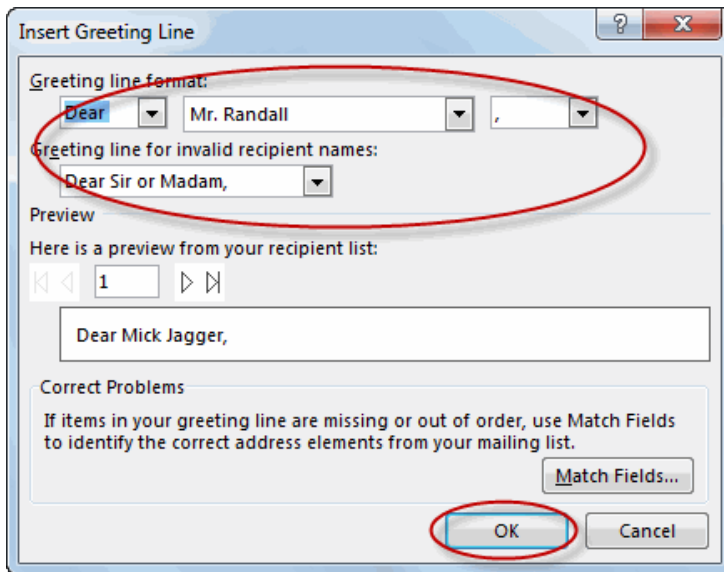 Insert Greeting Line
Greeting line format:
Dear Mr. Randall ,
Greeting line for invalid recipient names:
Dear Sir or Madam,
Preview
Here is a preview from your recipient list:
1
Dear Mick Jagger,
Correct Problems
If items in your greeting line are missing or out of order, use Match Fields
to identify the correct address elements from your mailing list.
Match Fields...
OK Cancel